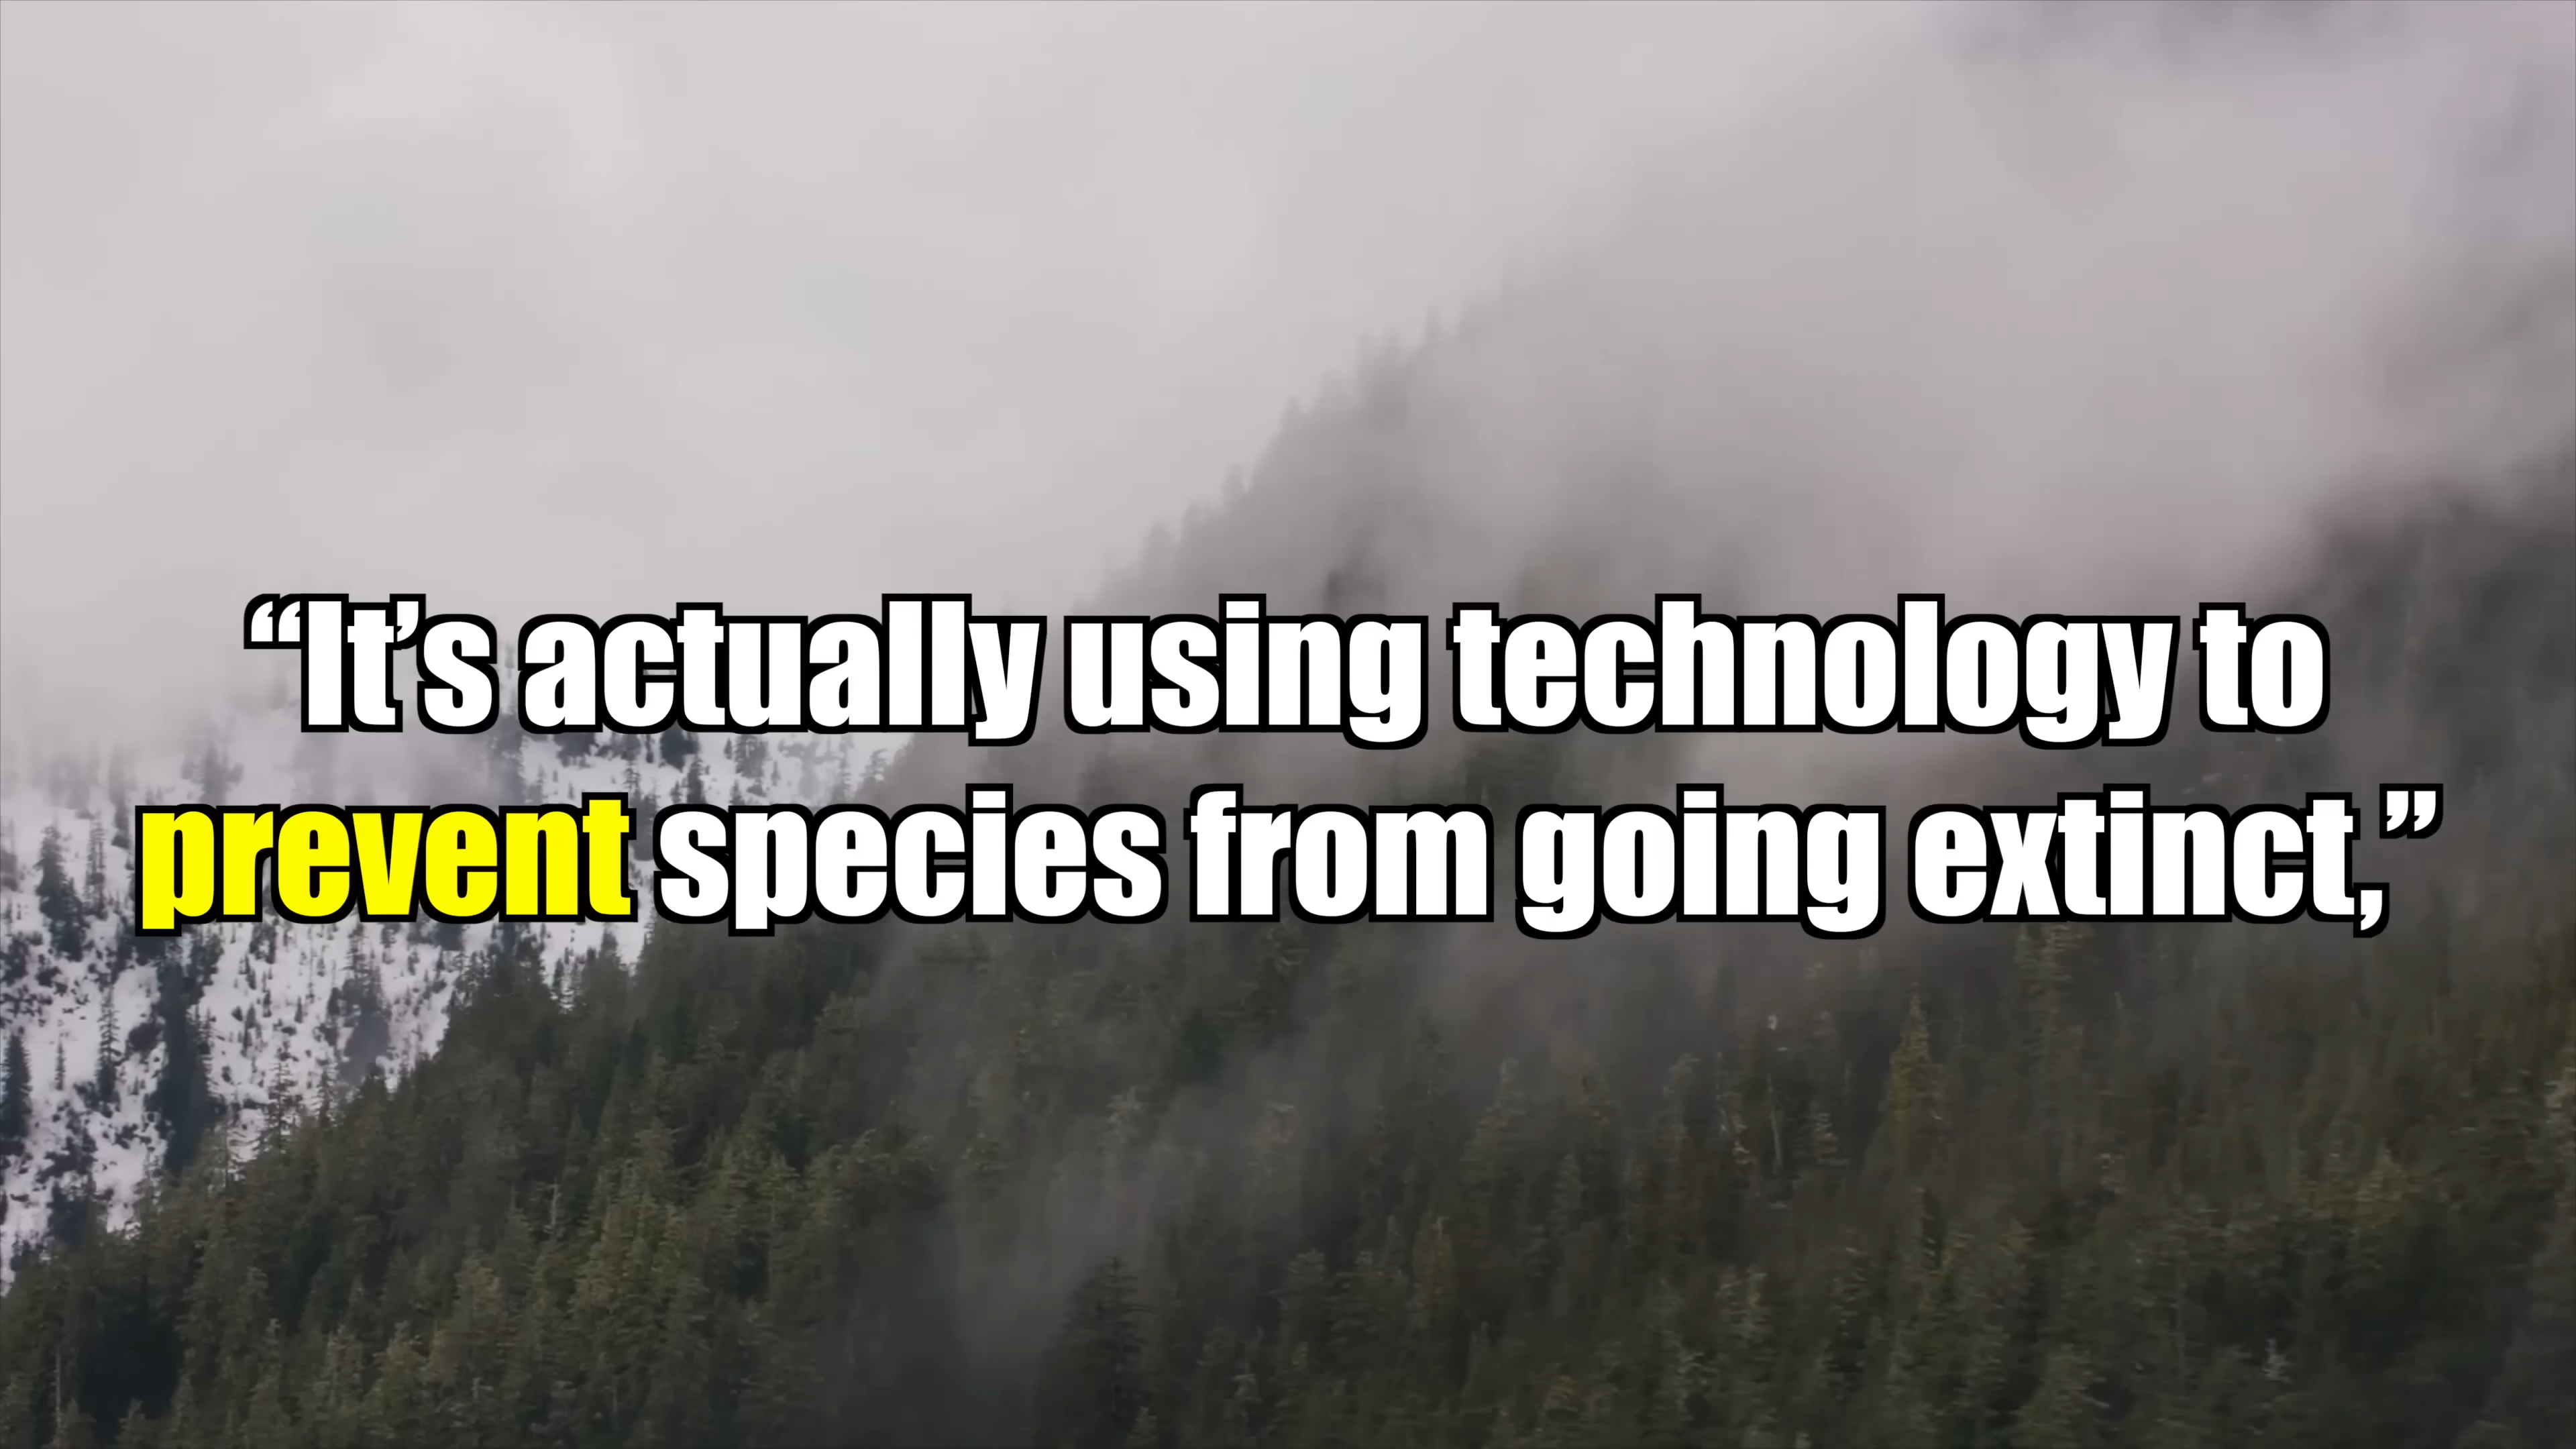 “It’s actually using technology to
prevent species from going extinct,”